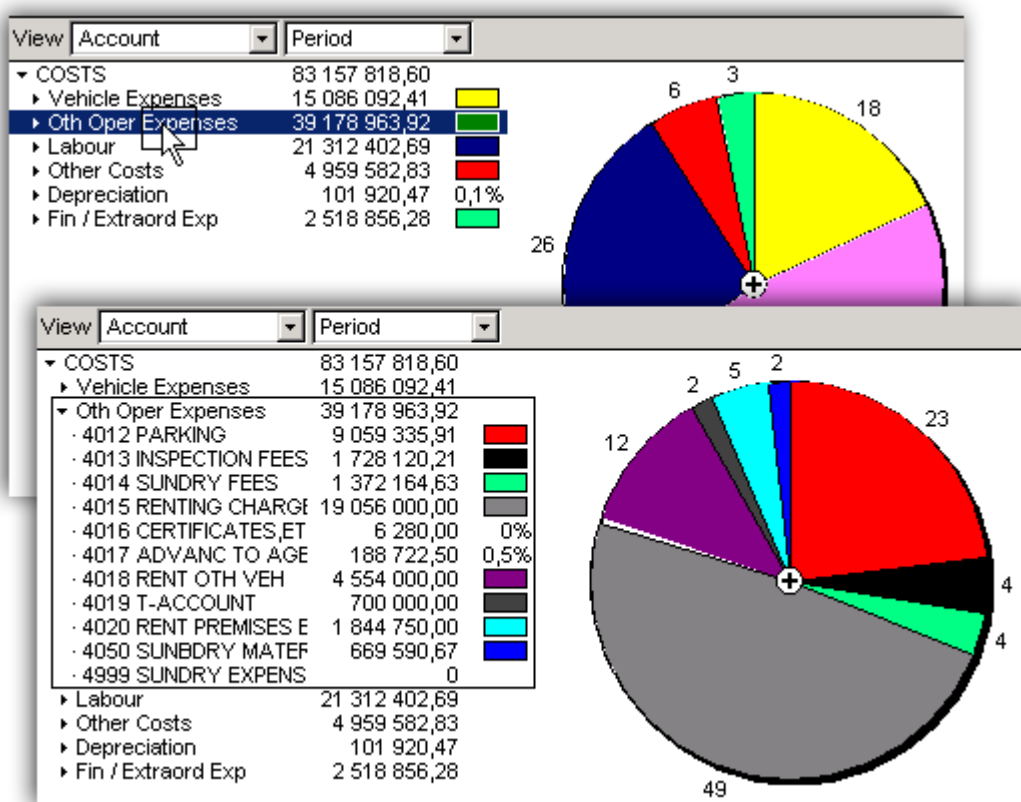 View Account Period
COSTS 83 157 818,60
Vehicle Expenses 15 086 092,41
Oth Oper Expenses 39 178 963,92
Labour 21 312 402,69
Other Costs 4 959 582,83
Depreciation 101 920,47 0,1%
Fin / Extraord Exp 2 518 856,28
3
6
18
26
View Account Period
COSTS 83 157 818,60
Vehicle Expenses 15 086 092,41
Oth Oper Expenses 39 178 963,92
4012 PARKING 9 059 335,91
4013 INSPECTION FEES 1 728 120,21
4014 SUNDRY FEES 1 372 164,63
4015 RENTING CHARGE 19 056 000,00
4016 CERTIFICATES,ET 6 280,00 0%
4017 ADVANC TO AGE 188 722,50 0,5%
4018 RENT OTH VEH 4 554 000,00
4019 T-ACCOUNT 700 000,00
4020 RENT PREMISES E 1 844 750,00
4050 SUNBDRY MATER 669 590,67
4999 SUNDRY EXPENS 0
Labour 21 312 402,69
Other Costs 4 959 582,83
Depreciation 101 920,47
Fin / Extraord Exp 2 518 856,28
2
5
2
23
12
4
4
49